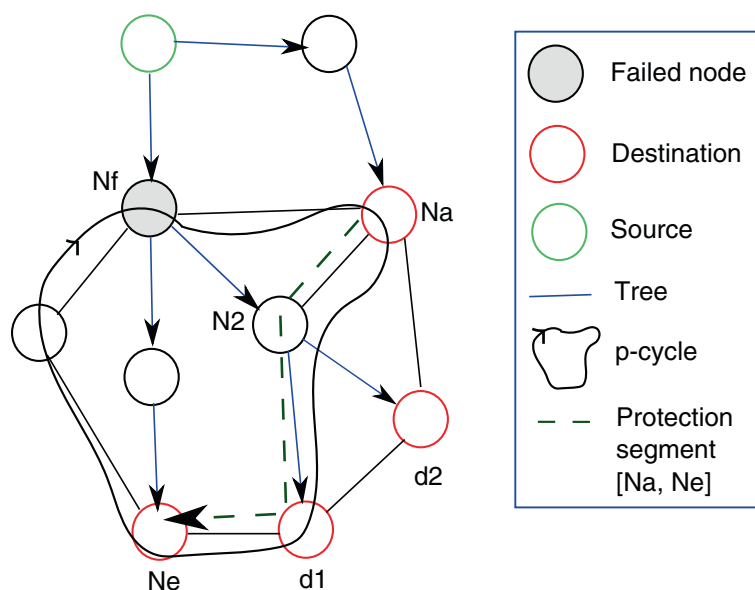 Nf
Na
N2
d2
Ne
d1
Failed node
Destination
Source
Tree
p-cycle
Protection
segment
[Na, Ne]